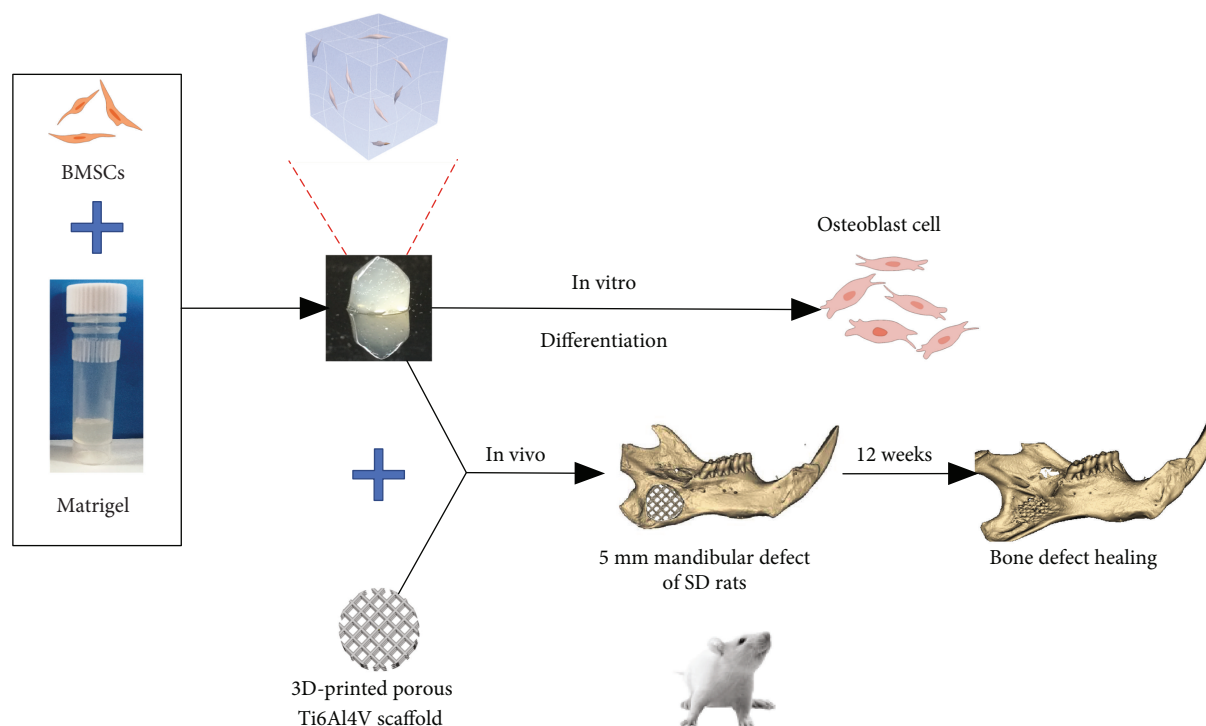 BMSCs
Matrigel
In vitro
Differentiation
Osteoblast cell
In vivo
3D-printed porous
Ti6Al4V scaffold
5 mm mandibular defect
of SD rats
12 weeks
Bone defect healing